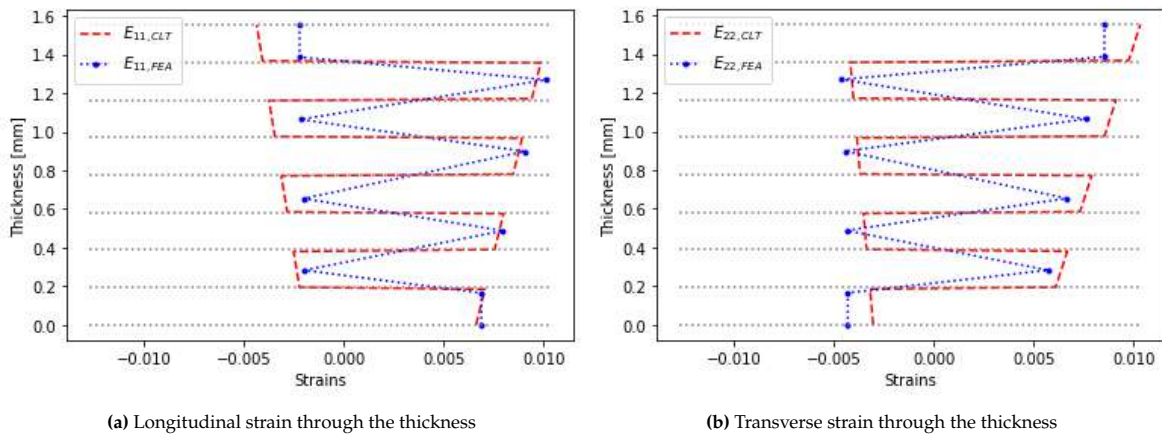 1.6
1.4
1.2
1.0
0.8
0.6
0.4
0.2
0.0
Thickness [mm]
E11,CLT
E11,FEA
−0.010 −0.005 0.000 0.005 0.010
Strains
(a) Longitudinal strain through the thickness
1.6
1.4
1.2
1.0
0.8
0.6
0.4
0.2
0.0
Thickness [mm]
E22,CLT
E22,FEA
−0.010 −0.005 0.000 0.005 0.010
Strains
(b) Transverse strain through the thickness